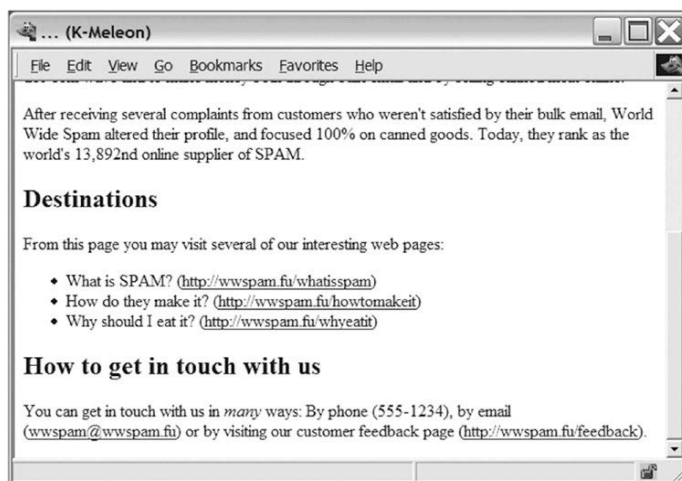 ... (K-Meleon)
File Edit View Go Bookmarks Favorites Help
After receiving several complaints from customers who weren't satisfied by their bulk email, World
Wide Spam altered their profile, and focused 100% on canned goods. Today, they rank as the
world's 13,892nd online supplier of SPAM.
Destinations
From this page you may visit several of our interesting web pages:
• What is SPAM? (http://wwspam.fu/whatisspam)
• How do they make it? (http://wwspam.fu/howtomakeit)
• Why should I eat it? (http://wwspam.fu/whyeatit)
How to get in touch with us
You can get in touch with us in many ways: By phone (555-1234), by email
(wwspam@wwspam.fu) or by visiting our customer feedback page (http://wwspam.fu/feedback).